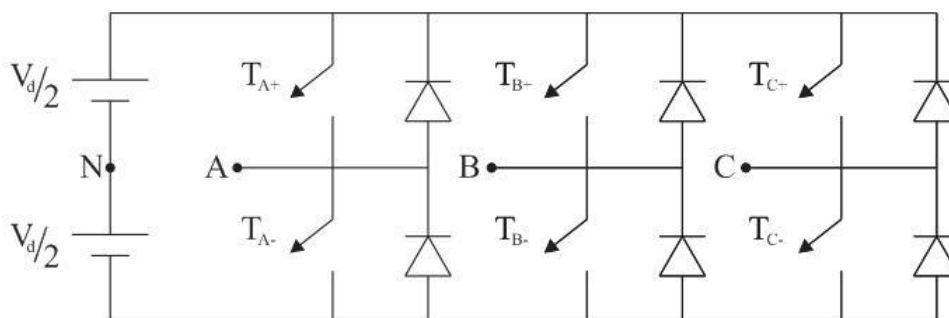 V_d/2
T_A+
T_B+
T_C+
N
A
B
C
V_d/2
T_A-
T_B-
T_C-